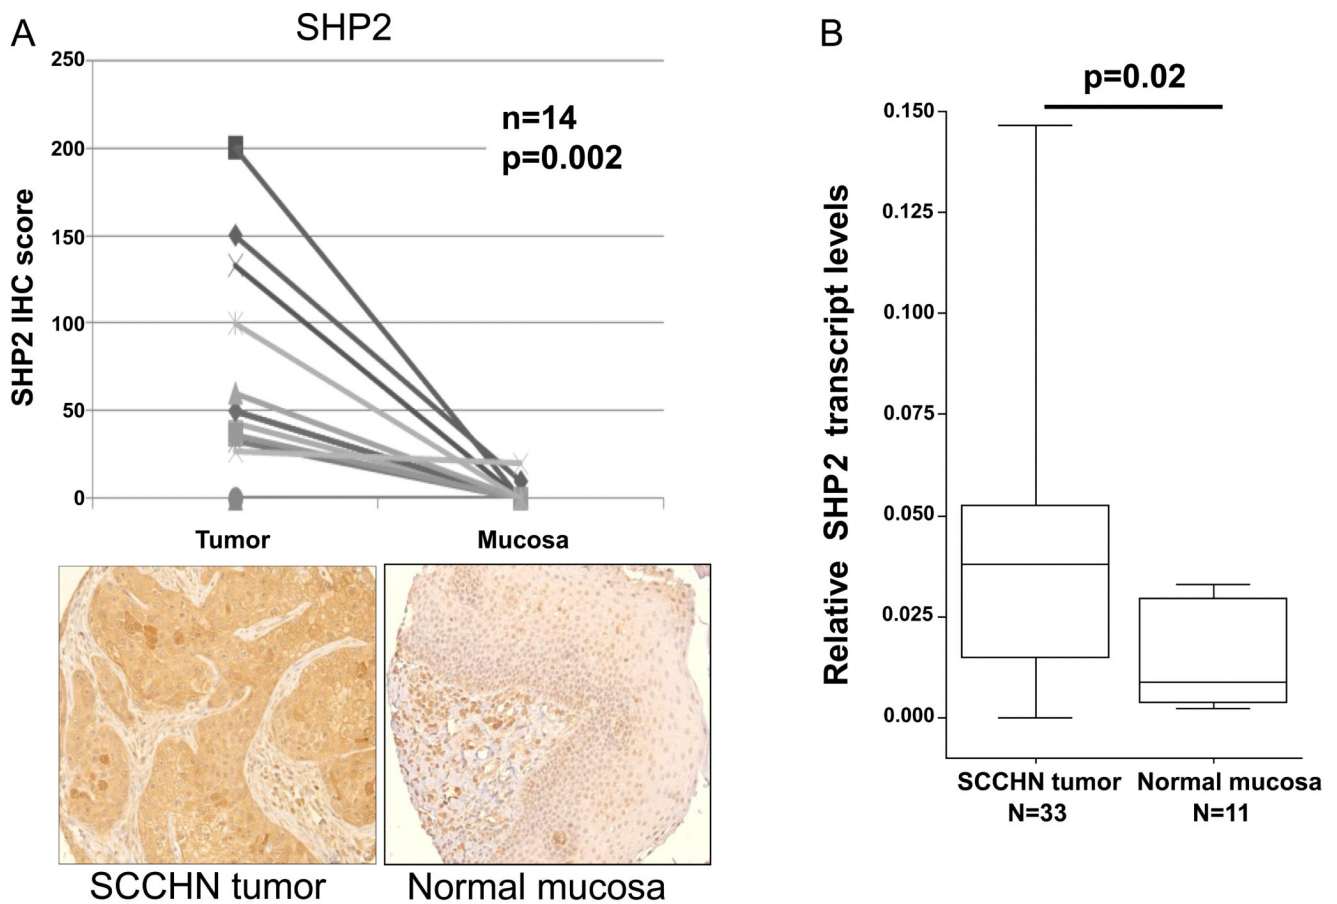 A
SHP2
250
200
150
100
50
0
SHP2 IHC score
n=14
p=0.002
Tumor
Mucosa
SCCHN tumor
Normal mucosa
B
p=0.02
0.150
0.125
0.100
0.075
0.050
0.025
0.000
Relative SHP2 transcript levels
SCCHN tumor
N=33
Normal mucosa
N=11